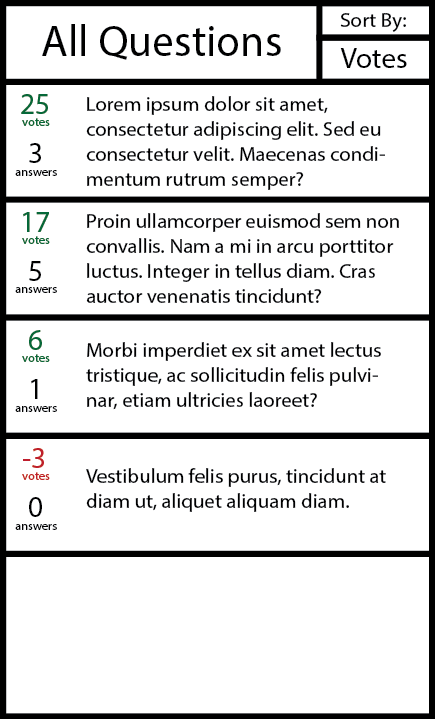 All Questions
Sort By:
Votes
25
votes
3
answers
Lorem ipsum dolor sit amet,
consectetur adipiscing elit. Sed eu
consectetur velit. Maecenas condi-
mentum rutrum semper?
17
votes
5
answers
Proin ullamcorper euismod sem non
convallis. Nam a mi in arcu porttitor
luctus. Integer in tellus diam. Cras
auctor venenatis tincidunt?
6
votes
1
answers
Morbi imperdiet ex sit amet lectus
tristique, ac sollicitudin felis pulvi-
nar, etiam ultricies laoreet?
-3
votes
0
answers
Vestibulum felis purus, tincidunt at
diam ut, aliquet aliquam diam.